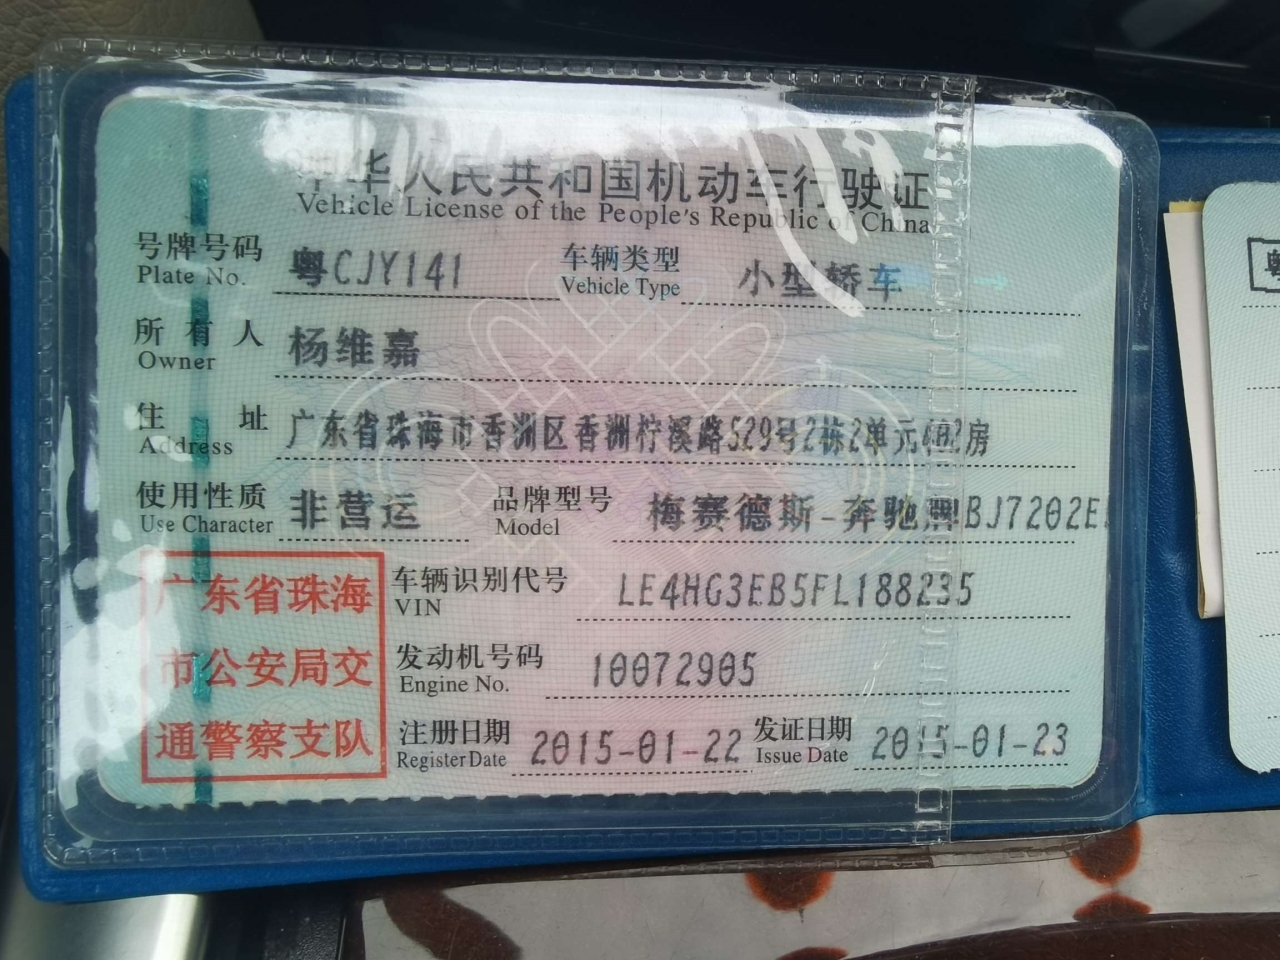 中华人民共和国机动车行驶证
Vehicle License of the People's Republic of China
号牌号码 粤CJY141 车辆类型 小型轿车
Plate No. Vehicle Type
所有人 杨维嘉
Owner
住址 广东省珠海市香洲区香洲柠溪路529号2栋2单元402房
Address
使用性质 非营运 品牌型号 梅赛德斯-奔驰牌BJ7202E
Use Character Model
广东省珠海
市公安局交
通警察支队
车辆识别代号 LE4HG3EB5FL188235
VIN
发动机号码 10072905
Engine No.
注册日期 2015-01-22 发证日期 2015-01-23
Register Date Issue Date
粤